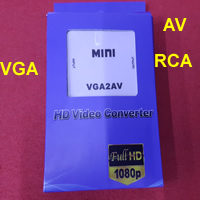 AV
VGA
RCA
MINI
VGA2AV
HD Video Converter
Full HD
1080p